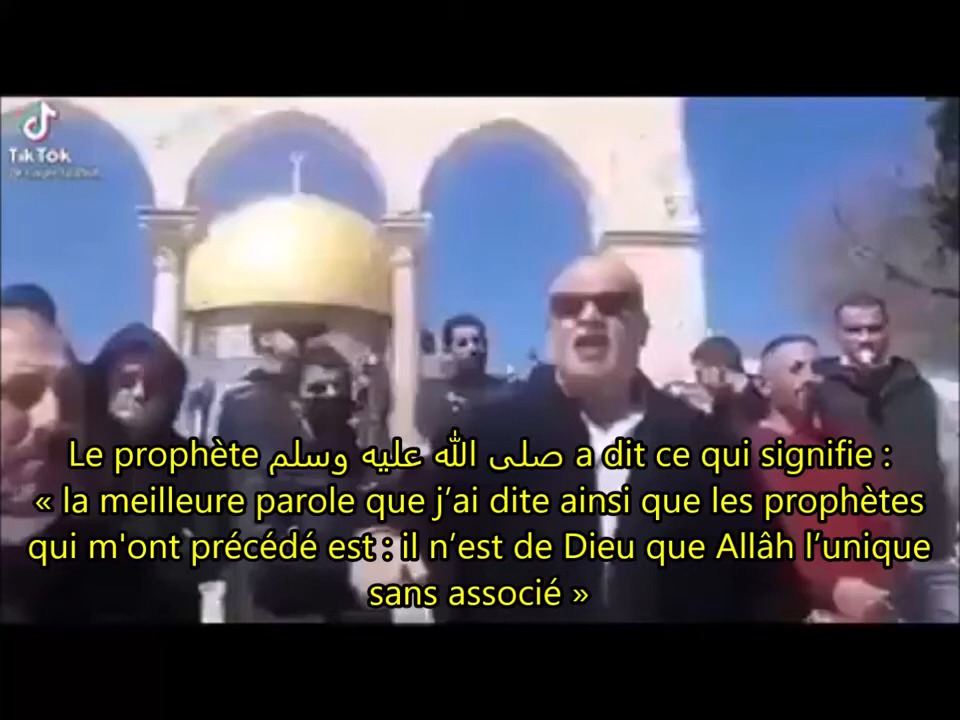 TikTok
Le prophète صلى الله عليه وسلم a dit ce qui signifie :
« la meilleure parole que j’ai dite ainsi que les prophètes
qui m'ont précédé est : il n’est de Dieu que Allâh l’unique
sans associé »